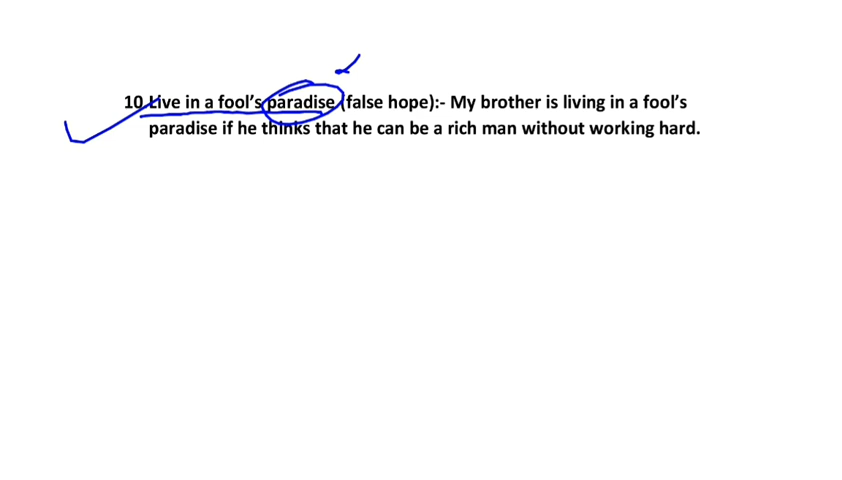 10 Live in a fool's paradise (false hope):- My brother is living in a fool's
paradise if he thinks that he can be a rich man without working hard.